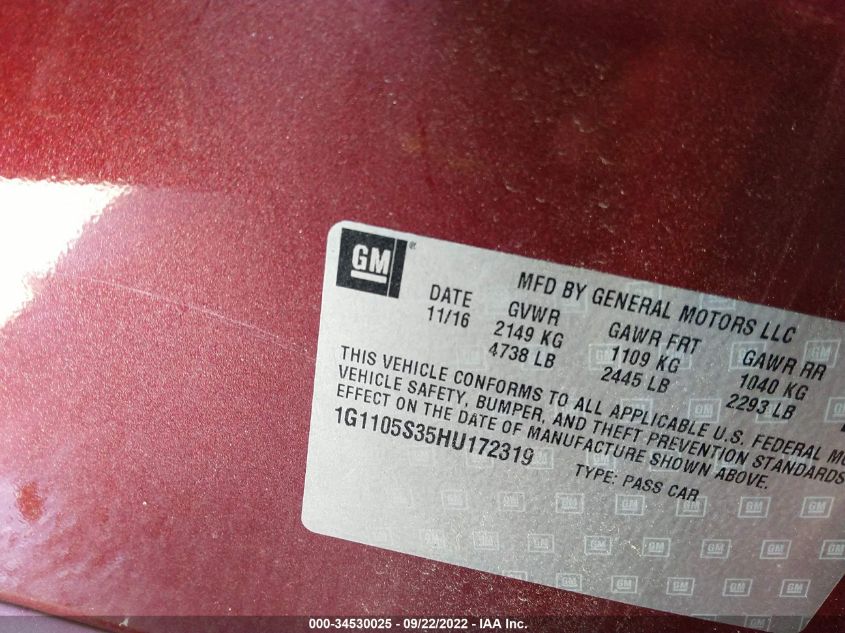 GM
MFD BY GENERAL MOTORS LLC
DATE GVWR GAWR FRT GAWR RR
11/16 2149 KG 1109 KG 1040 KG
4738 LB 2445 LB 2293 LB
THIS VEHICLE CONFORMS TO ALL APPLICABLE U.S. FEDERAL
VEHICLE SAFETY, BUMPER, AND THEFT PREVENTION STANDARDS
EFFECT ON THE DATE OF MANUFACTURE SHOWN ABOVE.
1G1105S35HU172319 TYPE: PASS CAR
000-34530025 - 09/22/2022 - IAA Inc.